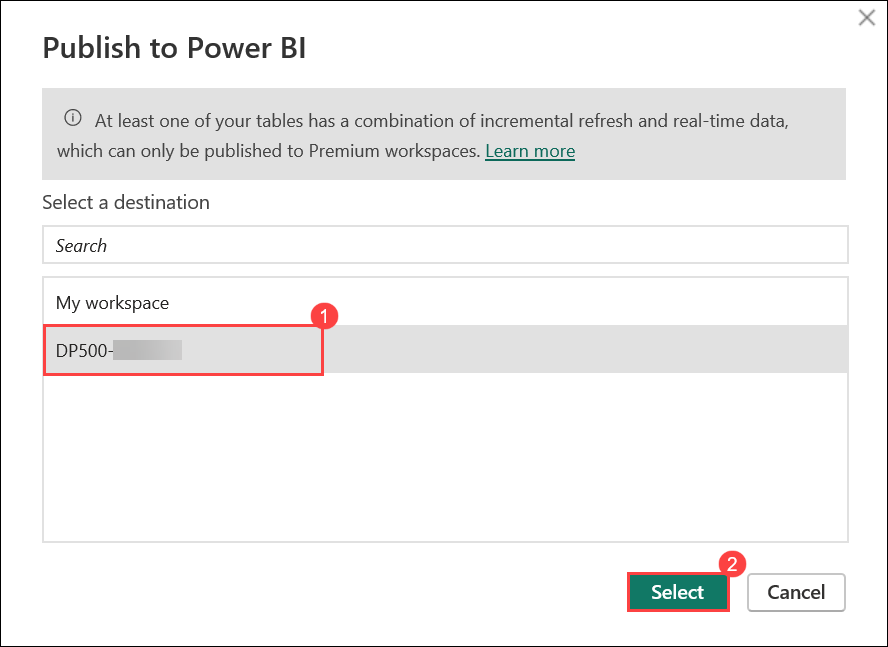 Publish to Power BI
At least one of your tables has a combination of incremental refresh and real-time data,
which can only be published to Premium workspaces. Learn more
Select a destination
Search
My workspace
1
DP500-
2
Select
Cancel